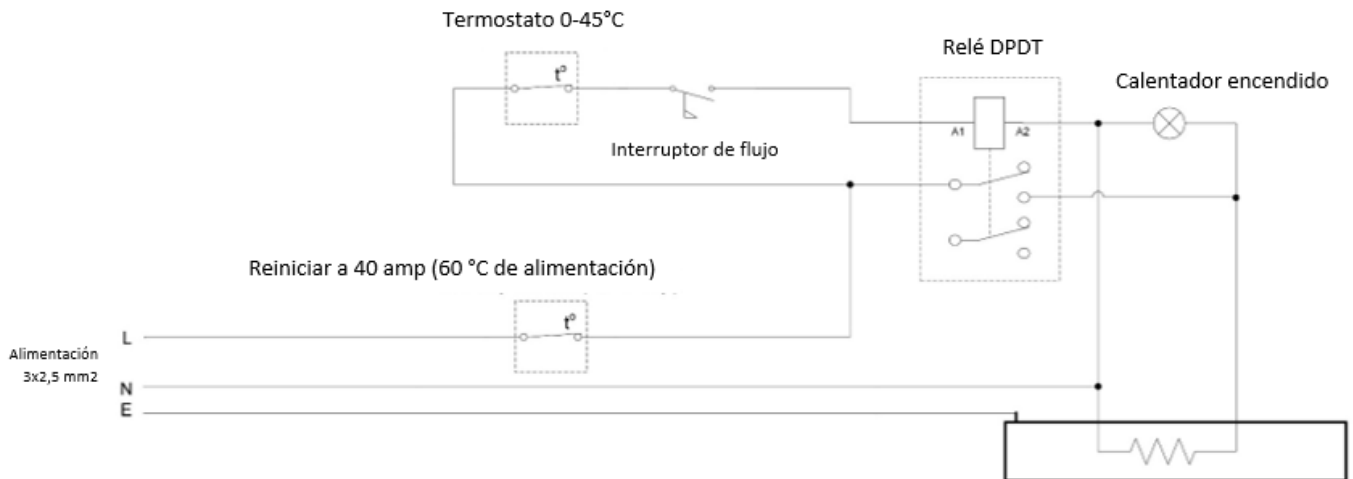 Termostato 0-45°C
Relé DPDT
Calentador encendido
t°
A1
A2
Interruptor de flujo
Reiniciar a 40 amp (60 °C de alimentación)
t°
L
Alimentación
3x2,5 mm2
N
E